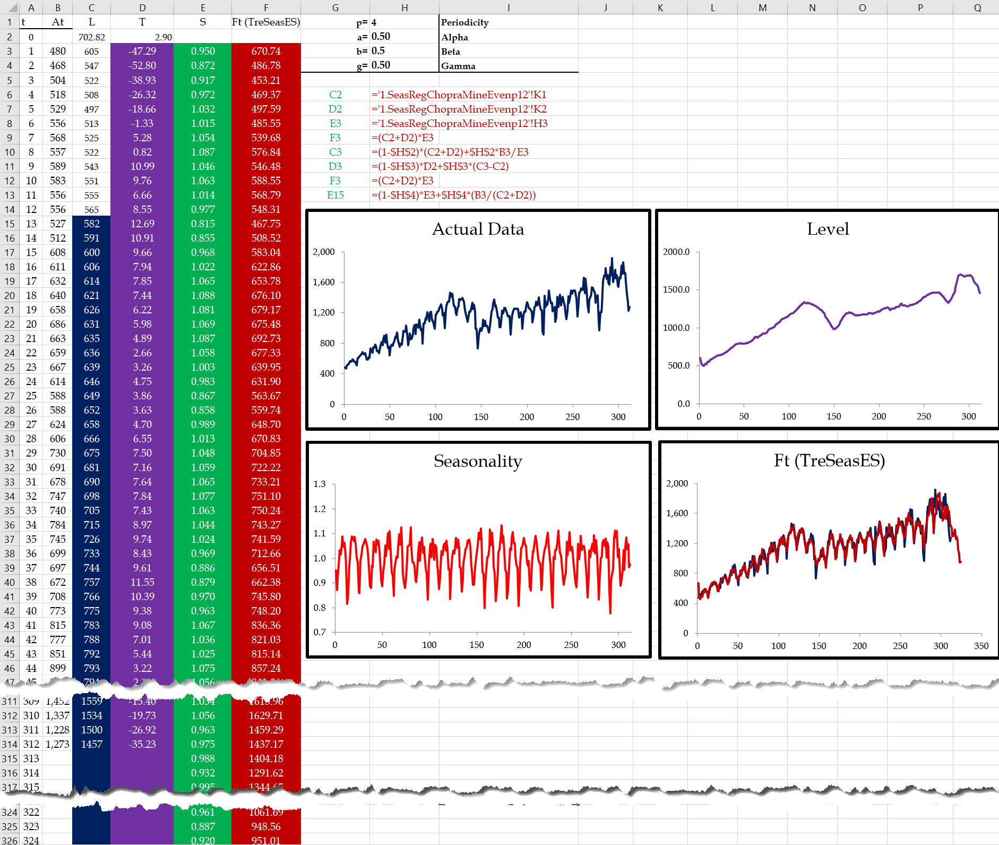 A B C D E F G H I J K L M N O P Q
1 t At L T S Ft (TreSeasES) p= 4 Periodicity
2 0 702.82 2.90 a= 0.50 Alpha
3 1 480 605 -47.29 0.950 670.74 b= 0.5 Beta
4 2 468 547 -52.80 0.872 486.78 g= 0.50 Gamma
5 3 504 522 -38.93 0.917 453.21
6 4 518 508 -26.32 0.972 469.37 C2 ='1.SeasRegChopraMineEvenp12'!K1
7 5 529 497 -18.66 1.032 497.59 D2 ='1.SeasRegChopraMineEvenp12'!K2
8 6 556 513 -1.33 1.015 485.55 E3 ='1.SeasRegChopraMineEvenp12'!H3
9 7 568 525 5.28 1.054 539.68 F3 =(C2+D2)*E3
10 8 557 522 0.82 1.087 576.84 C3 =(1-$H$2)*(C2+D2)+$H$2*B3/E3
11 9 589 543 10.99 1.046 546.48 D3 =(1-$H$3)*D2+$H$3*(C3-C2)
12 10 583 551 9.76 1.063 588.55 F3 =(C2+D2)*E3
13 11 556 555 6.66 1.014 568.79 E15 =(1-$H$4)*E3+$H$4*(B3/(C2+D2))
14 12 556 565 8.55 0.977 548.31
15 13 527 582 12.69 0.815 467.75
16 14 512 591 10.91 0.855 508.52
17 15 608 600 9.66 0.968 583.04
18 16 611 606 7.94 1.022 622.86
19 17 632 614 7.85 1.065 653.78
20 18 640 621 7.44 1.088 676.10
21 19 658 626 6.22 1.081 679.17
22 20 686 631 5.98 1.069 675.48
23 21 663 635 4.89 1.087 692.73
24 22 659 636 2.66 1.058 677.33
25 23 667 639 3.26 1.003 639.95
26 24 614 646 4.75 0.983 631.90
27 25 588 649 3.86 0.867 563.67
28 26 588 652 3.63 0.858 559.74
29 27 624 658 4.70 0.989 648.70
30 28 606 666 6.55 1.013 670.83
31 29 730 675 7.50 1.048 704.85
32 30 691 681 7.16 1.059 722.22
33 31 678 690 7.64 1.065 733.21
34 32 747 698 7.84 1.077 751.10
35 33 740 705 7.43 1.063 750.24
36 34 784 715 8.97 1.044 743.27
37 35 745 726 9.74 1.024 741.59
38 36 699 733 8.43 0.969 712.66
39 37 697 744 9.61 0.886 656.51
40 38 672 757 11.55 0.879 662.38
41 39 708 766 10.39 0.970 745.80
42 40 773 775 9.38 0.963 748.20
43 41 815 783 9.08 1.067 836.36
44 42 777 788 7.01 1.036 821.03
45 43 851 792 5.44 1.025 815.14
46 44 899 793 3.22 1.075 857.24
47 45 794 1.056
311 309 1,452 1559 -15.40 1.034
312 310 1,337 1534 -19.73 1.056 1629.71
313 311 1,228 1500 -26.92 0.963 1459.29
314 312 1,273 1457 -35.23 0.975 1437.17
315 313 0.988 1404.18
316 314 0.932 1291.62
317 315 0.995 1344.65
324 322 0.961 1061.69
325 323 0.887 948.56
326 324 0.920 951.01
Actual Data
2,000
1,600
1,200
800
400
0
0 50 100 150 200 250 300
Level
2000.0
1500.0
1000.0
500.0
0.0
0 50 100 150 200 250 300
Seasonality
1.3
1.2
1.1
1.0
0.9
0.8
0.7
0 50 100 150 200 250 300
Ft (TreSeasES)
2,000
1,600
1,200
800
400
0
0 50 100 150 200 250 300 350